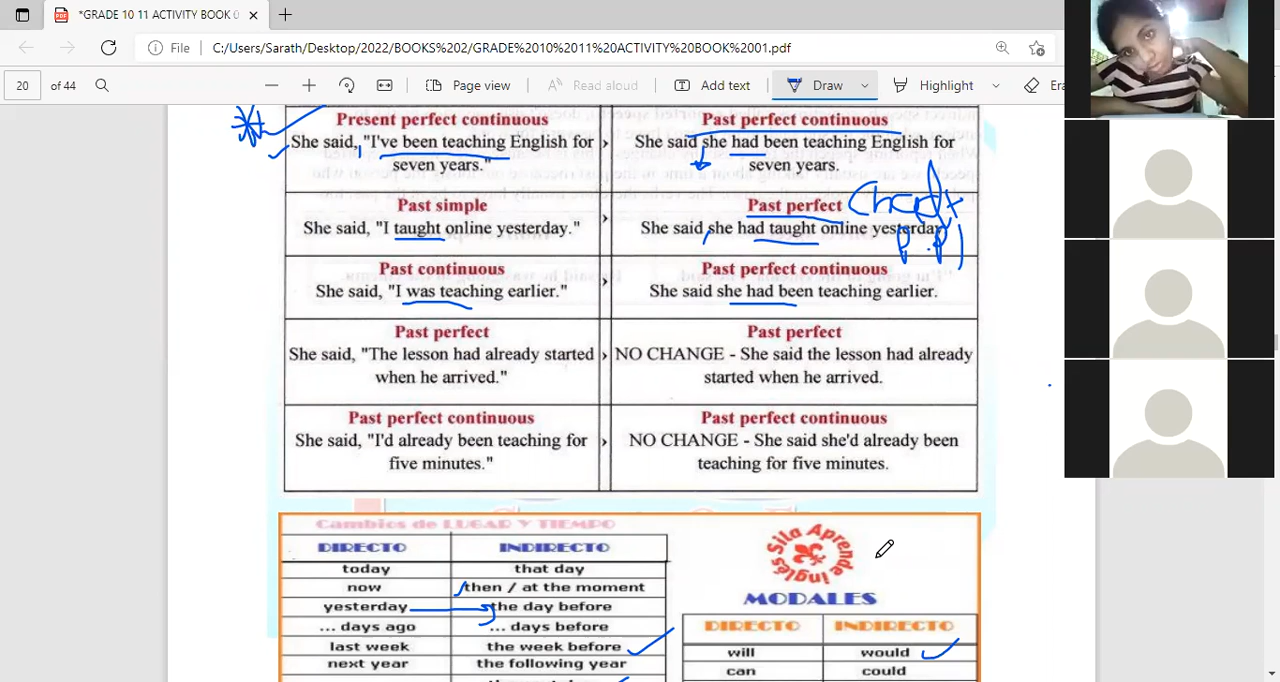 *GRADE 10 11 ACTIVITY BOOK 0
File C:/Users/Sarath/Desktop/2022/BOOKS%202/GRADE%2010%2011%20ACTIVITY%20BOOK%2001.pdf
20 of 44 Page view Read aloud Add text Draw Highlight Era
Present perfect continuous
She said, "I've been teaching English for
seven years."
Past perfect continuous
She said she had been teaching English for
seven years.
Past simple
She said, "I taught online yesterday."
Past perfect
She said she had taught online yesterday.
Past continuous
She said, "I was teaching earlier."
Past perfect continuous
She said she had been teaching earlier.
Past perfect
She said, "The lesson had already started
when he arrived."
Past perfect
NO CHANGE - She said the lesson had already
started when he arrived.
Past perfect continuous
She said, "I'd already been teaching for
five minutes."
Past perfect continuous
NO CHANGE - She said she'd already been
teaching for five minutes.
Cambios de LUGAR Y TIEMPO
DIRECTO INDIRECTO
today that day
now then / at the moment
yesterday the day before
... days ago ... days before
last week the week before
next year the following year
Sila Aprende Inglés
MODALES
DIRECTO INDIRECTO
will would
can could